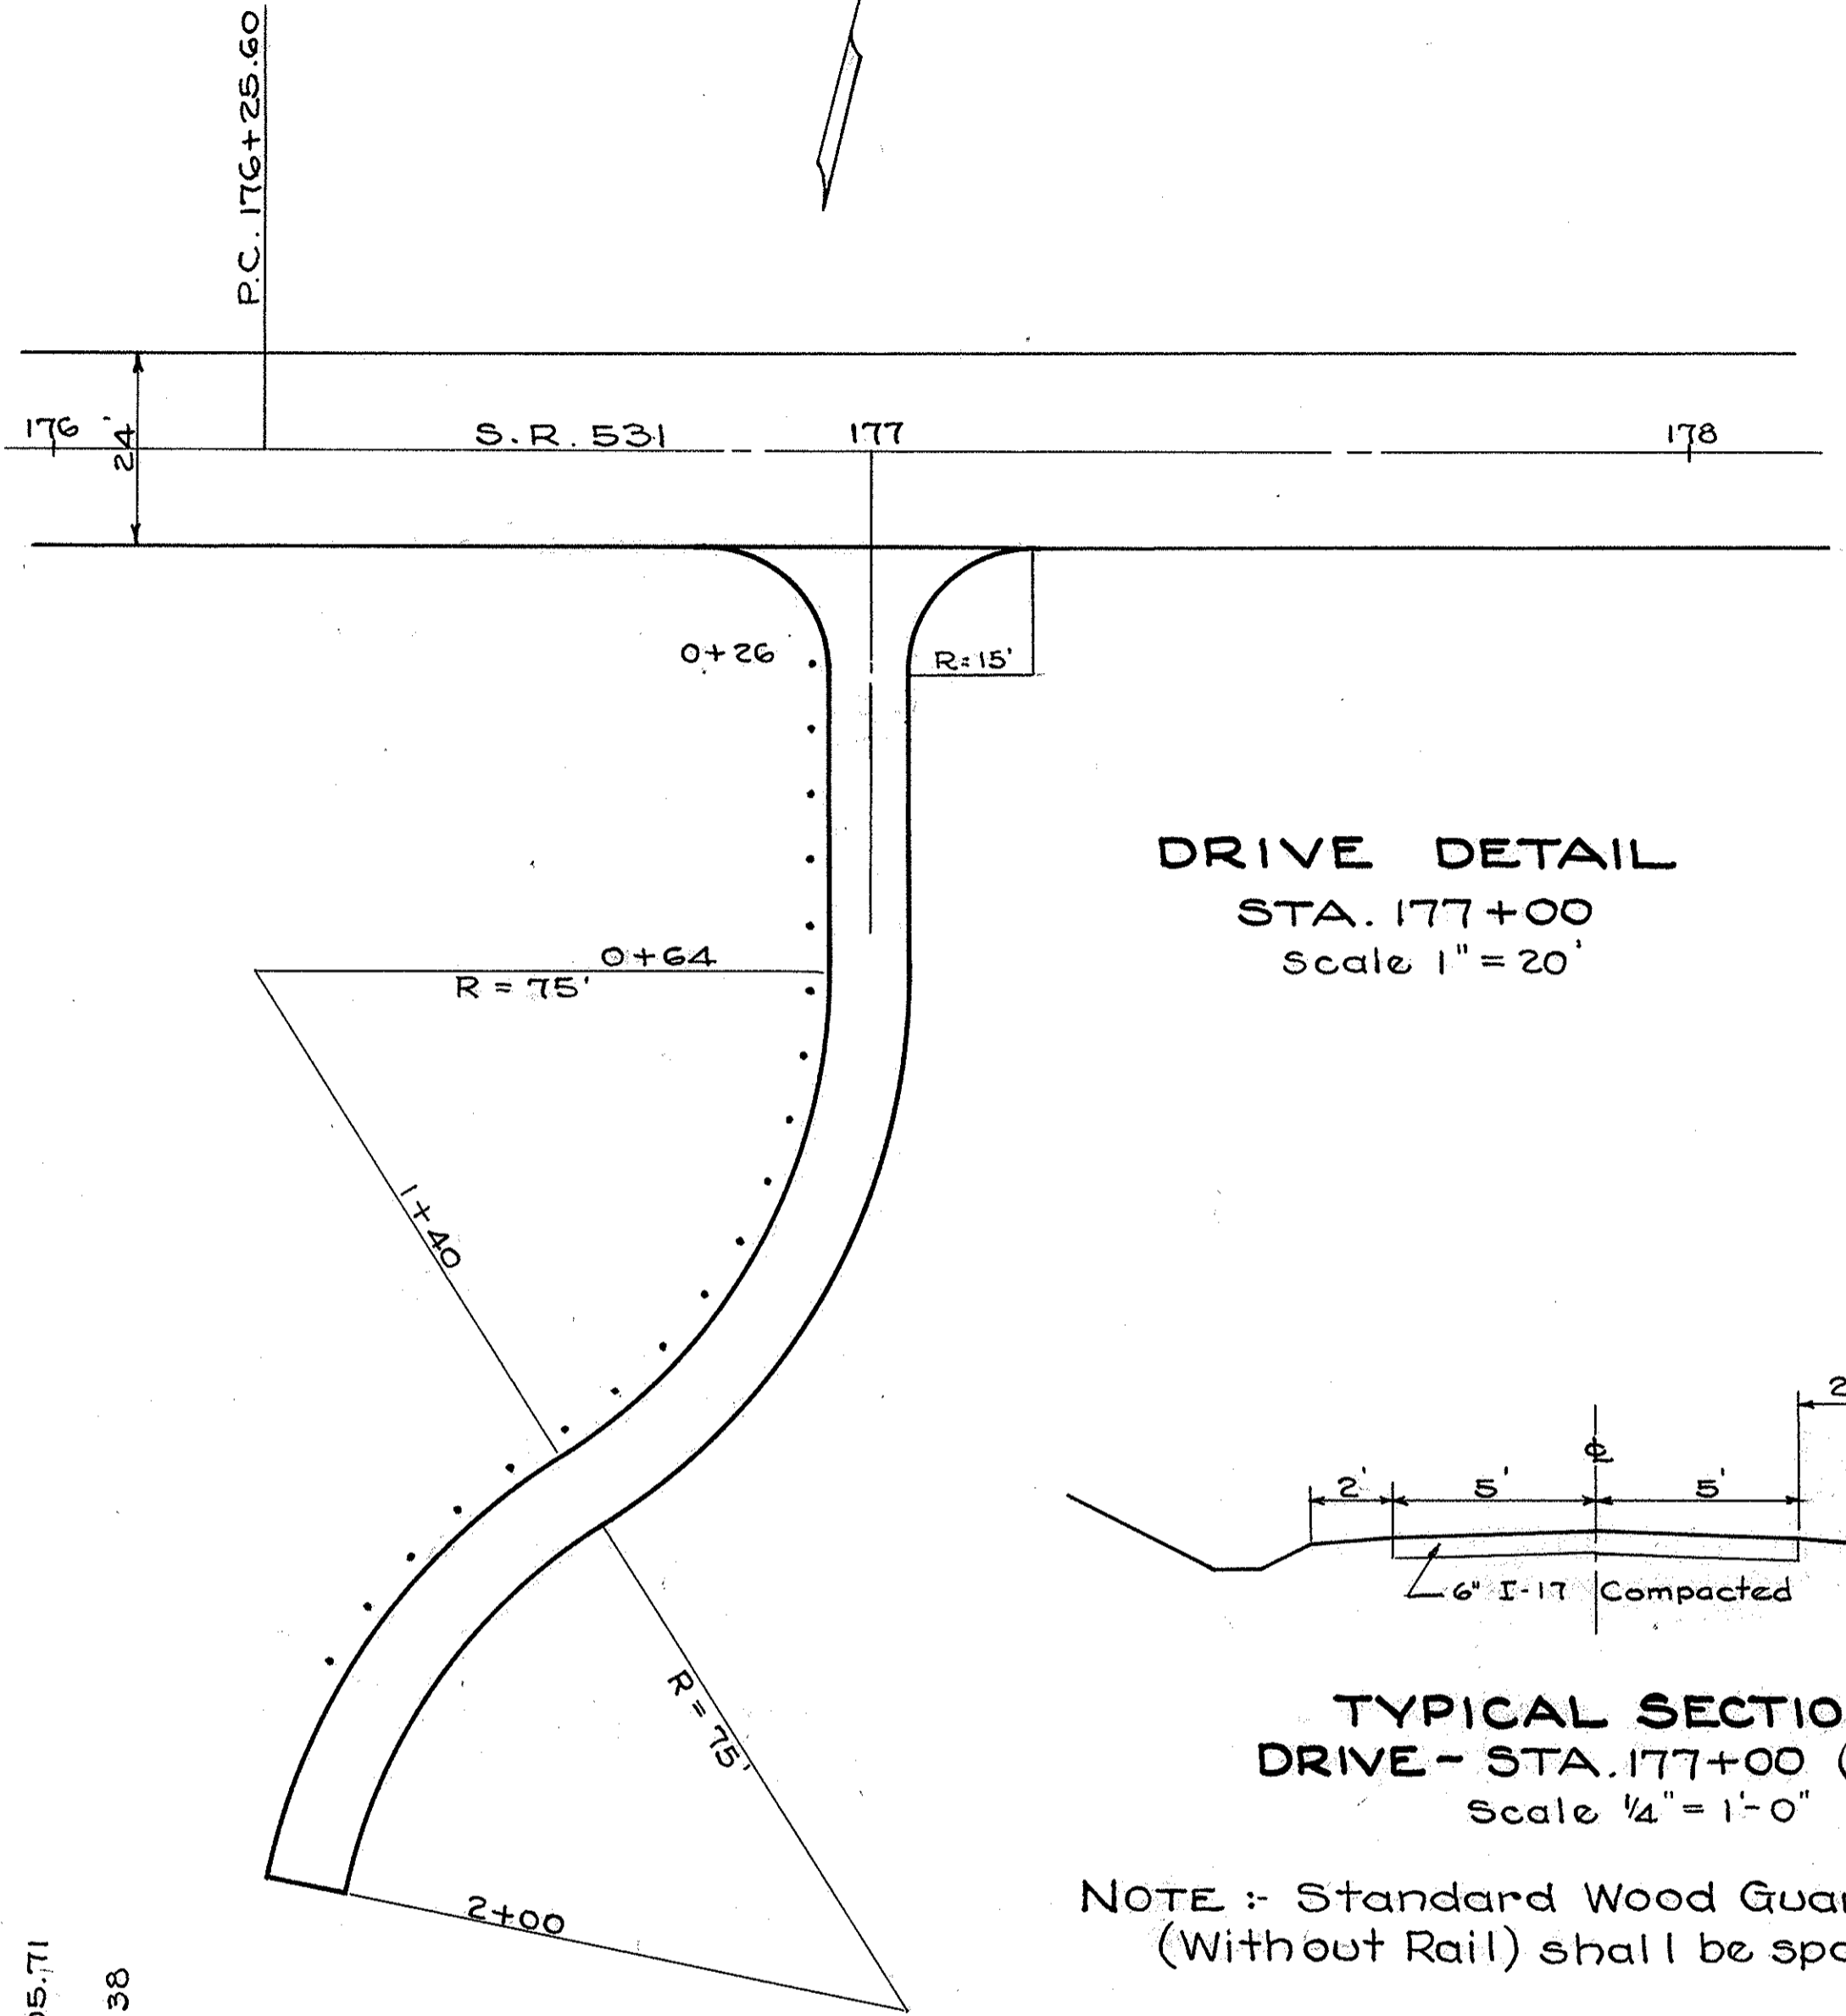 P.C. 176+25.60
176
24'
S.R. 531
177
178
0+26
R=15'
DRIVE DETAIL
STA. 177+00
Scale 1" = 20'
0+64
R = 75'
1+40
2'
5'
℄
5'
6" I-17 Compacted
R = 75'
TYPICAL SECTIO
DRIVE - STA. 177+00 (
Scale 1/4" = 1'-0"
2+00
NOTE :- Standard Wood Gua
(Without Rail) shall be spa
5.71
38